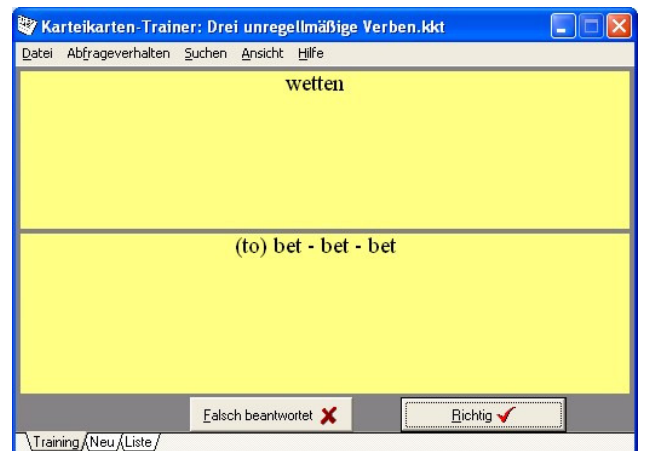 Karteikarten-Trainer: Drei unregellmäßige Verben.kkt
Datei Abfrageverhalten Suchen Ansicht Hilfe
wetten
(to) bet - bet - bet
Falsch beantwortet Richtig
Training Neu Liste